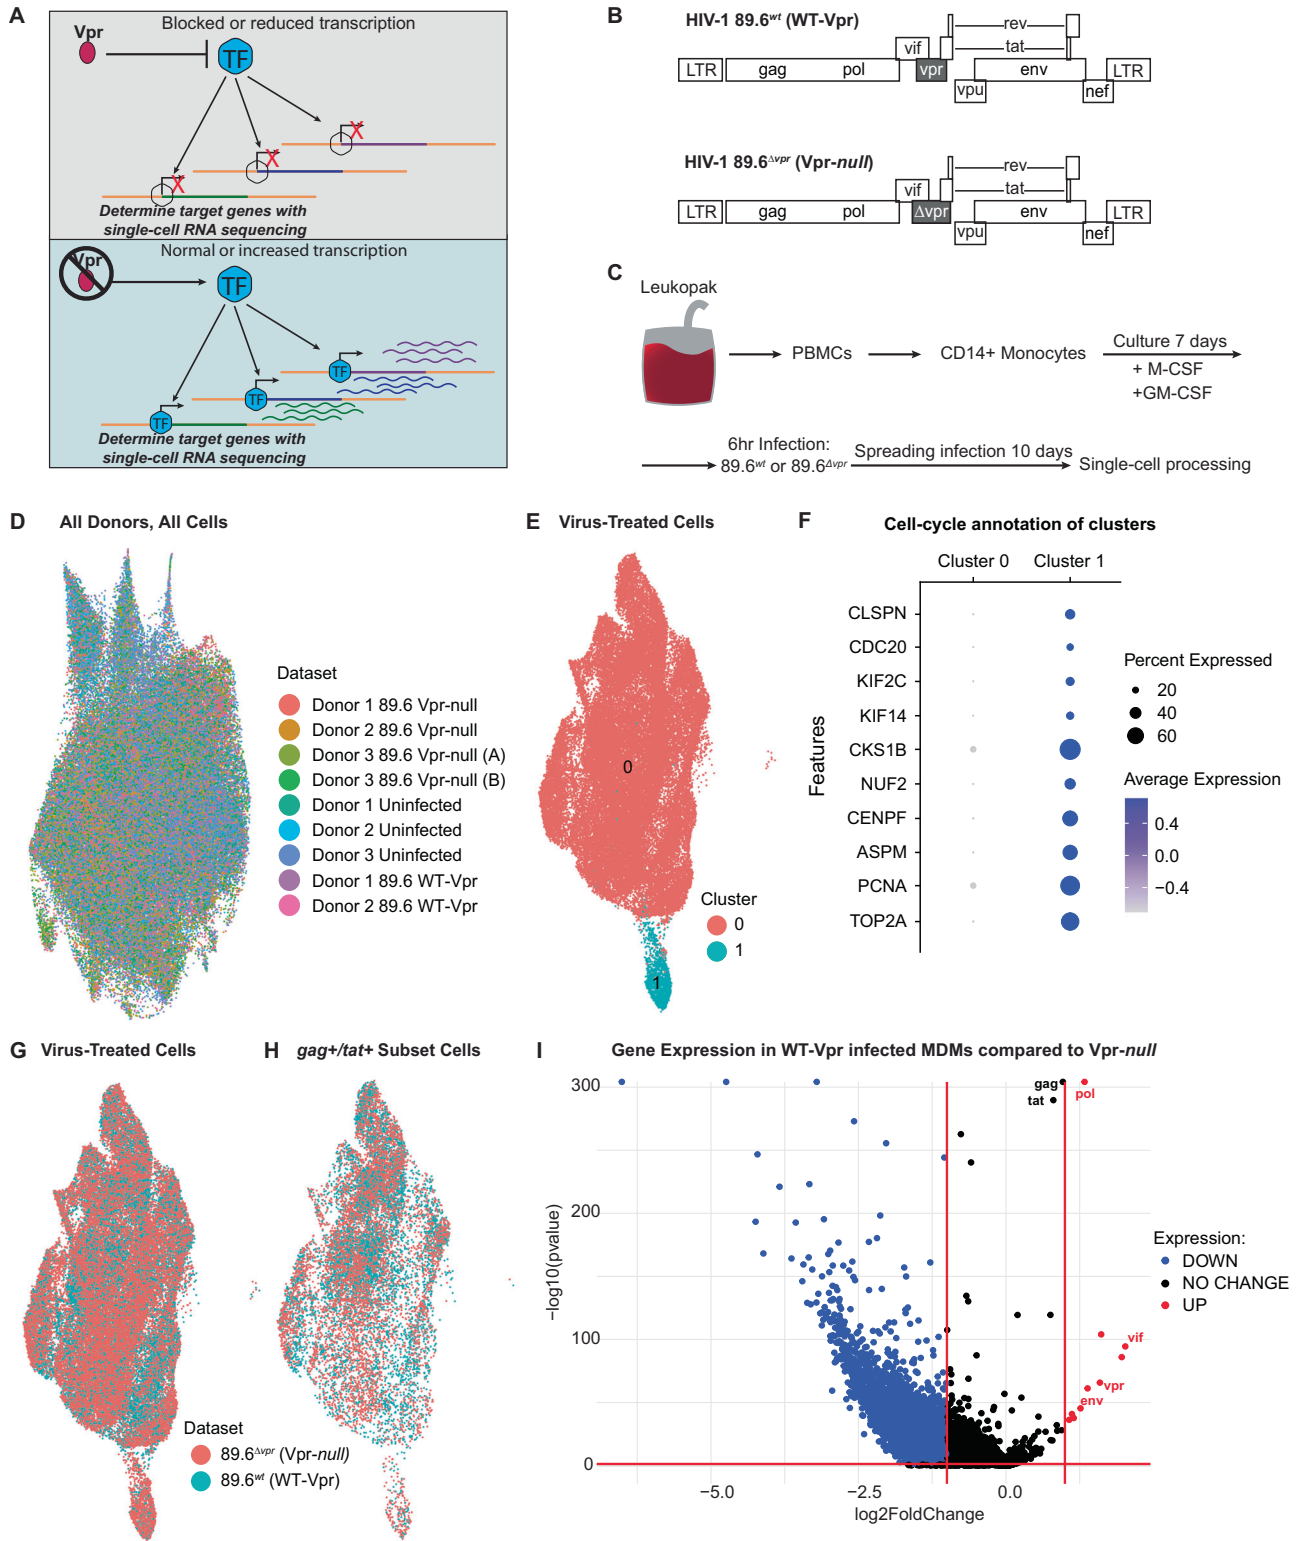 A
Blocked or reduced transcription
Vpr
TF
X
X
X
Determine target genes with
single-cell RNA sequencing
Normal or increased transcription
Vpr
TF
TF
TF
TF
Determine target genes with
single-cell RNA sequencing
B
HIV-1 89.6wt (WT-Vpr)
rev
vif
tat
LTR
gag
pol
vpr
env
LTR
vpu
nef
HIV-1 89.6Δvpr (Vpr-null)
rev
vif
tat
LTR
gag
pol
Δvpr
env
LTR
vpu
nef
C
Leukopak
PBMCs
CD14+ Monocytes
Culture 7 days
+ M-CSF
+GM-CSF
6hr Infection:
89.6wt or 89.6Δvpr
Spreading infection 10 days
Single-cell processing
D
All Donors, All Cells
Dataset
Donor 1 89.6 Vpr-null
Donor 2 89.6 Vpr-null
Donor 3 89.6 Vpr-null (A)
Donor 3 89.6 Vpr-null (B)
Donor 1 Uninfected
Donor 2 Uninfected
Donor 3 Uninfected
Donor 1 89.6 WT-Vpr
Donor 2 89.6 WT-Vpr
E
Virus-Treated Cells
0
1
Cluster
0
1
F
Cell-cycle annotation of clusters
Cluster 0
Cluster 1
Features
CLSPN
CDC20
KIF2C
KIF14
CKS1B
NUF2
CENPF
ASPM
PCNA
TOP2A
Percent Expressed
20
40
60
Average Expression
0.4
0.0
−0.4
G
Virus-Treated Cells
H
gag+/tat+ Subset Cells
Dataset
89.6Δvpr (Vpr-null)
89.6wt (WT-Vpr)
I
Gene Expression in WT-Vpr infected MDMs compared to Vpr-null
−log10(pvalue)
300
200
100
0
gag
pol
tat
vif
vpr
env
−5.0
−2.5
0.0
log2FoldChange
Expression:
DOWN
NO CHANGE
UP